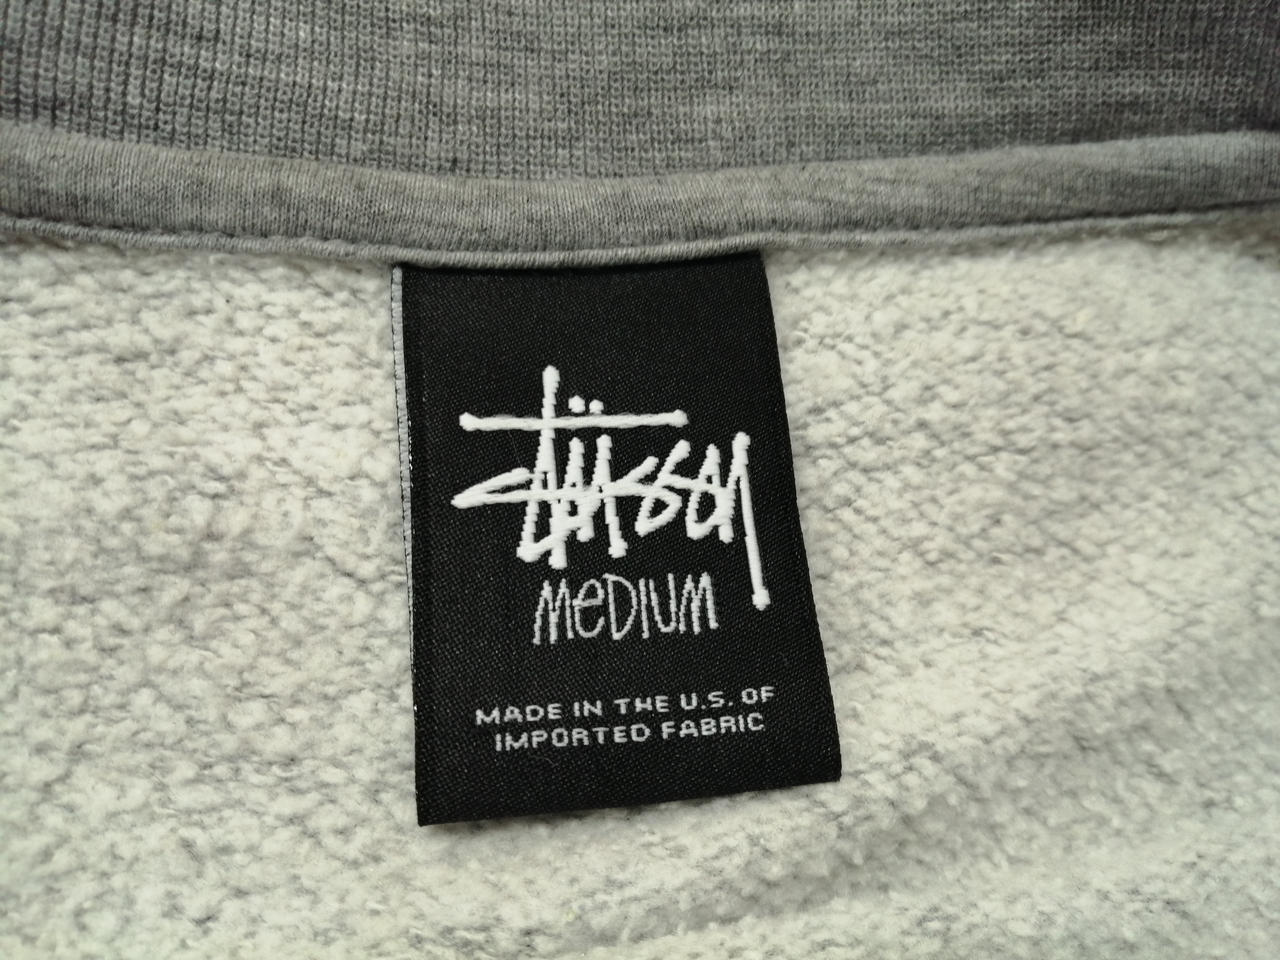 Stüssy
MeDIUM
MADE IN THE U.S. OF
IMPORTED FABRIC